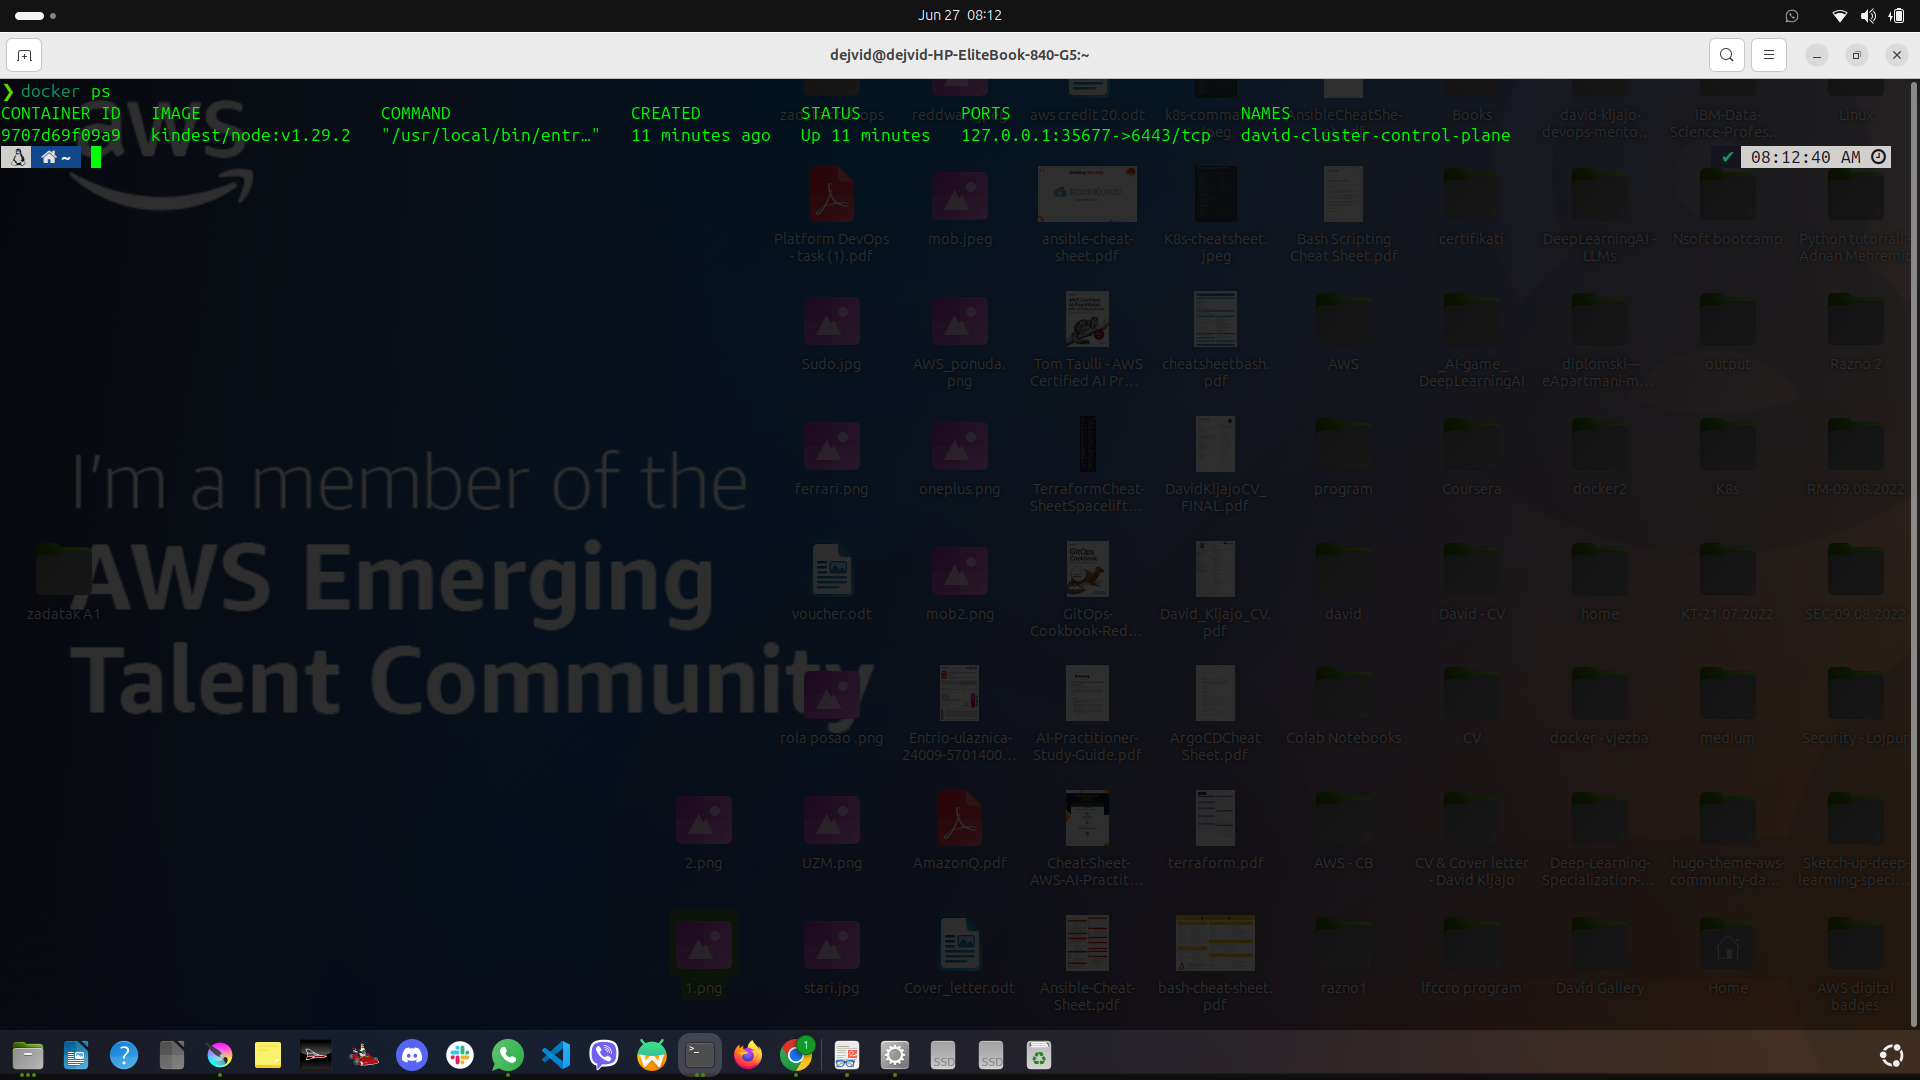 Jun 27 08:12
dejvid@dejvid-HP-EliteBook-840-G5:~
❯ docker ps
CONTAINER ID IMAGE COMMAND CREATED STATUS PORTS NAMES
9707d69f09a9 kindest/node:v1.29.2 "/usr/local/bin/entr…" 11 minutes ago Up 11 minutes 127.0.0.1:35677->6443/tcp david-cluster-control-plane
~ ✔ 08:12:40 AM
aws
I'm a member of the
AWS Emerging
Talent Community
zadatak A1
aws credit 20.odt
Books
david-kljajo-
devops-mento…
IBM-Data-
Science-Profes…
Linux
Platform DevOps
- task (1).pdf
mob.jpeg
ansible-cheat-
sheet.pdf
K8s-cheatsheet.
jpeg
Bash Scripting
Cheat Sheet.pdf
certifikati
DeepLearningAI -
LLMs
Nsoft bootcamp
Python tutorijali -
Adnan Mehremic
Sudo.jpg
AWS_ponuda.
png
Tom Taulli - AWS
Certified AI Pr…
cheatsheetbash.
pdf
AWS
_AI-game_
DeepLearningAI
diplomski---
eApartmani-m…
output
Razno 2
ferrari.png
oneplus.png
TerraformCheat-
SheetSpacelift…
DavidKljajoCV_
FINAL.pdf
program
Coursera
docker2
K8s
RM-09.08.2022
voucher.odt
mob2.png
GitOps
Cookbook
GitOps-
Cookbook-Red…
David_Kljajo_CV.
pdf
david
David - CV
home
KT-21.07.2022
SEC-09.08.2022
rola posao .png
Entrio-ulaznica-
24009-5701400…
AI-Practitioner-
Study-Guide.pdf
ArgoCDCheat
Sheet.pdf
Colab Notebooks
CV
docker - vjezba
medium
Security - Lojpur
2.png
UZM.png
AmazonQ.pdf
Cheat-Sheet-
AWS-AI-Practit…
terraform.pdf
AWS - CB
CV & Cover letter
- David Kljajo
Deep-Learning-
Specialization-…
hugo-theme-aws-
community-da…
Sketch-up-deep-
learning-speci…
1.png
stari.jpg
Cover_letter.odt
Ansible-Cheat-
Sheet.pdf
bash-cheat-sheet.
pdf
razno1
lfccro program
David Gallery
Home
AWS digital
badges
1
SSD
SSD